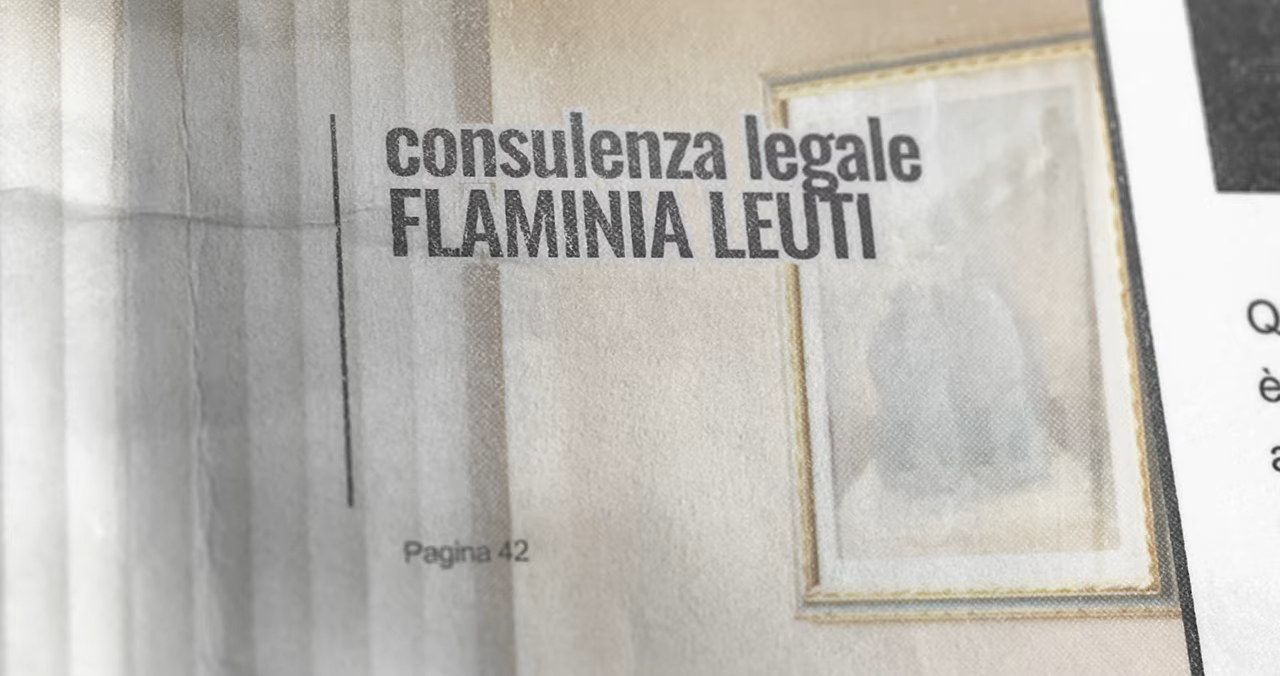 consulenza legale
FLAMINIA LEUTI
Pagina 42
Q
è
a